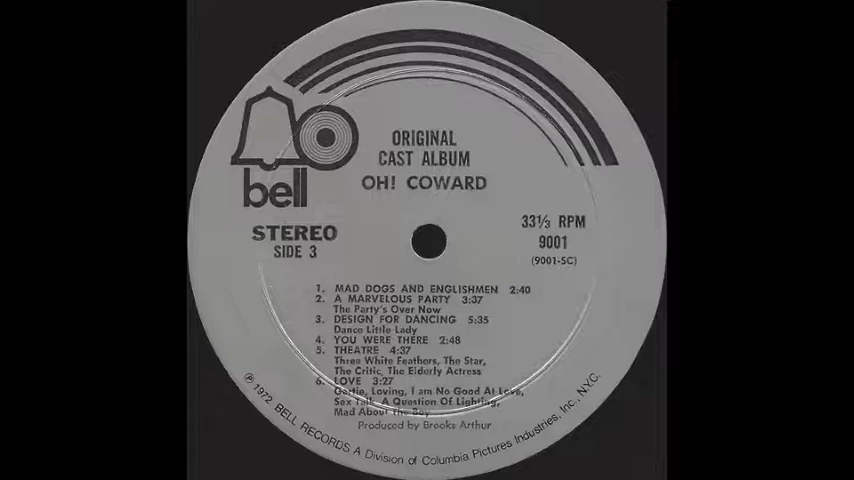 bell
ORIGINAL
CAST ALBUM
OH! COWARD
STEREO
SIDE 3
33⅓ RPM
9001
(9001-SC)
1. MAD DOGS AND ENGLISHMEN 2:40
2. A MARVELOUS PARTY 3:37
The Party's Over Now
3. DESIGN FOR DANCING 5:35
Dance Little Lady
4. YOU WERE THERE 2:48
5. THEATRE 4:37
Three White Feathers, The Star,
The Critic, The Elderly Actress
6. LOVE 3:27
Gertie, Loving, I am No Good At Love,
Sex Talk, A Question Of Lighting,
Mad About The Boy
Produced by Brooks Arthur
℗ 1972 BELL RECORDS A Division of Columbia Pictures Industries, Inc., N.Y.C.